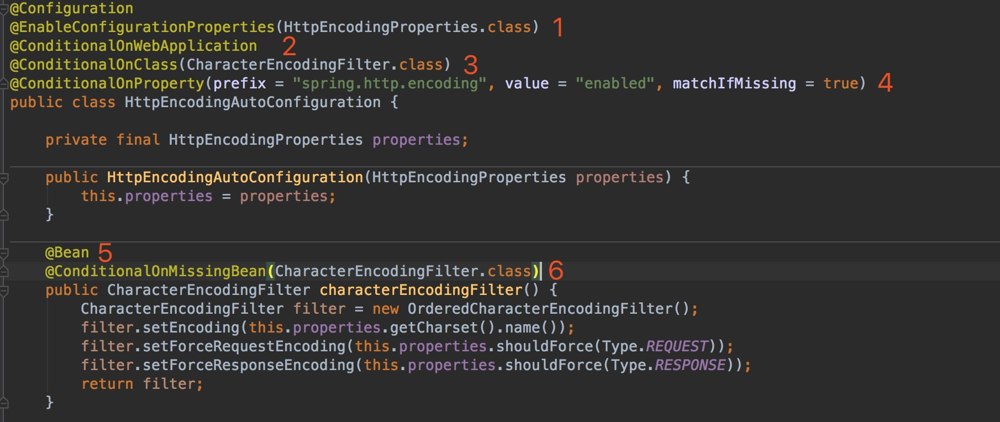 @Configuration
@EnableConfigurationProperties(HttpEncodingProperties.class) 1
@ConditionalOnWebApplication 2
@ConditionalOnClass(CharacterEncodingFilter.class) 3
@ConditionalOnProperty(prefix = "spring.http.encoding", value = "enabled", matchIfMissing = true) 4
public class HttpEncodingAutoConfiguration {
private final HttpEncodingProperties properties;
public HttpEncodingAutoConfiguration(HttpEncodingProperties properties) {
this.properties = properties;
}
@Bean 5
@ConditionalOnMissingBean(CharacterEncodingFilter.class) 6
public CharacterEncodingFilter characterEncodingFilter() {
CharacterEncodingFilter filter = new OrderedCharacterEncodingFilter();
filter.setEncoding(this.properties.getCharset().name());
filter.setForceRequestEncoding(this.properties.shouldForce(Type.REQUEST));
filter.setForceResponseEncoding(this.properties.shouldForce(Type.RESPONSE));
return filter;
}